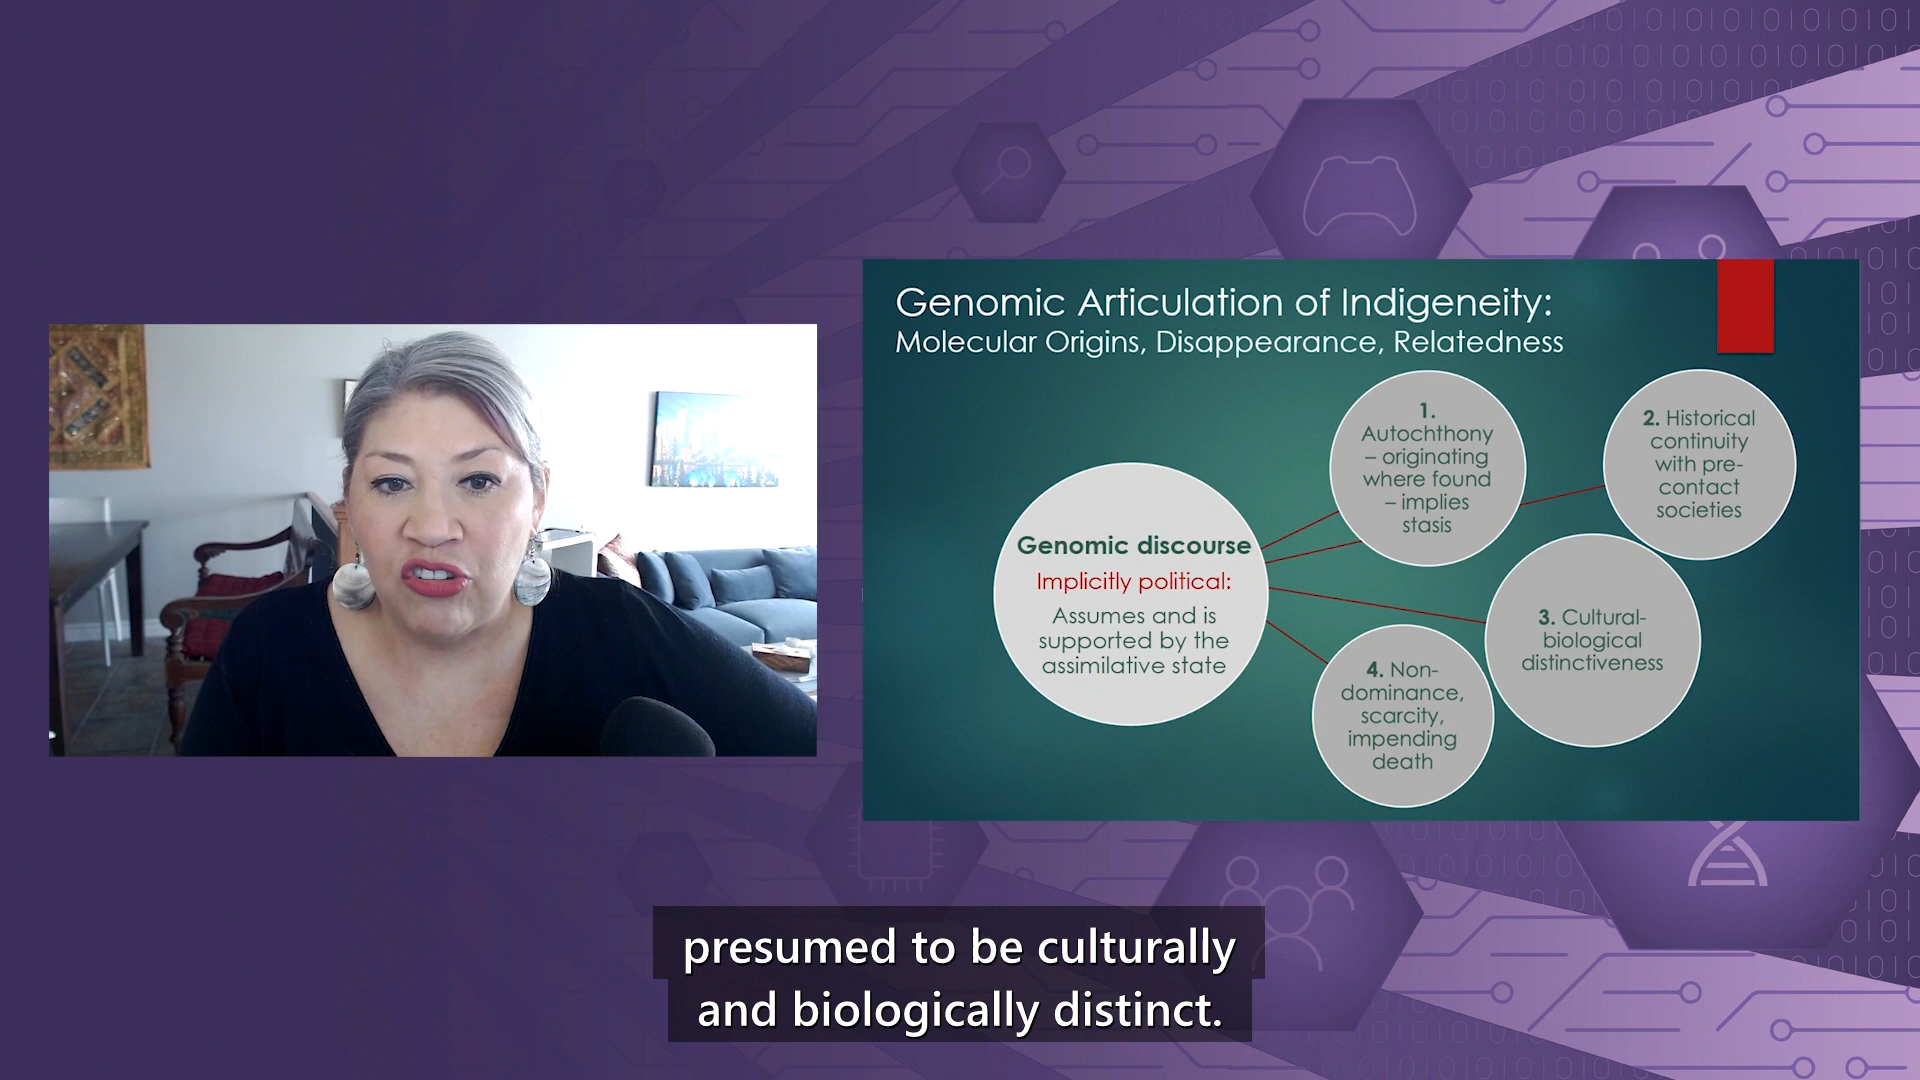 Genomic Articulation of Indigeneity:
Molecular Origins, Disappearance, Relatedness
Genomic discourse
Implicitly political:
Assumes and is
supported by the
assimilative state
1.
Autochthony
– originating
where found
– implies
stasis
2. Historical
continuity
with pre-
contact
societies
3. Cultural-
biological
distinctiveness
4. Non-
dominance,
scarcity,
impending
death
presumed to be culturally
and biologically distinct.